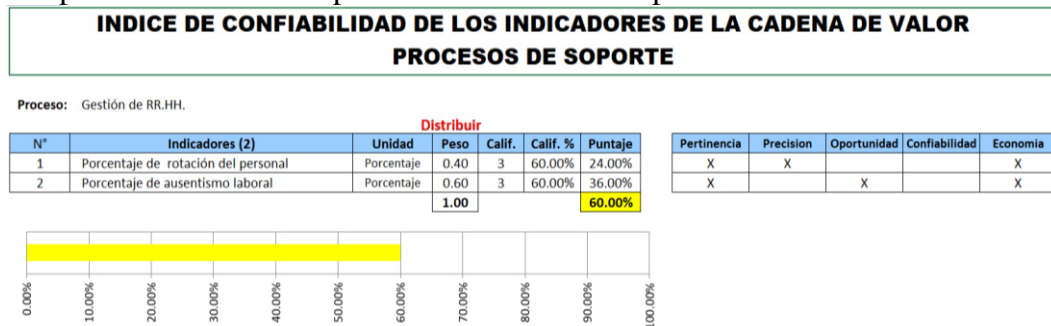 INDICE DE CONFIABILIDAD DE LOS INDICADORES DE LA CADENA DE VALOR
PROCESOS DE SOPORTE
Proceso: Gestión de RR.HH.
Distribuir
N° Indicadores (2) Unidad Peso Calif. Calif. % Puntaje Pertinencia Precision Oportunidad Confiabilidad Economia
1 Porcentaje de rotación del personal Porcentaje 0.40 3 60.00% 24.00% X X X
2 Porcentaje de ausentismo laboral Porcentaje 0.60 3 60.00% 36.00% X X X
1.00 60.00%
0.00% 10.00% 20.00% 30.00% 40.00% 50.00% 60.00% 70.00% 80.00% 90.00% 100.00%